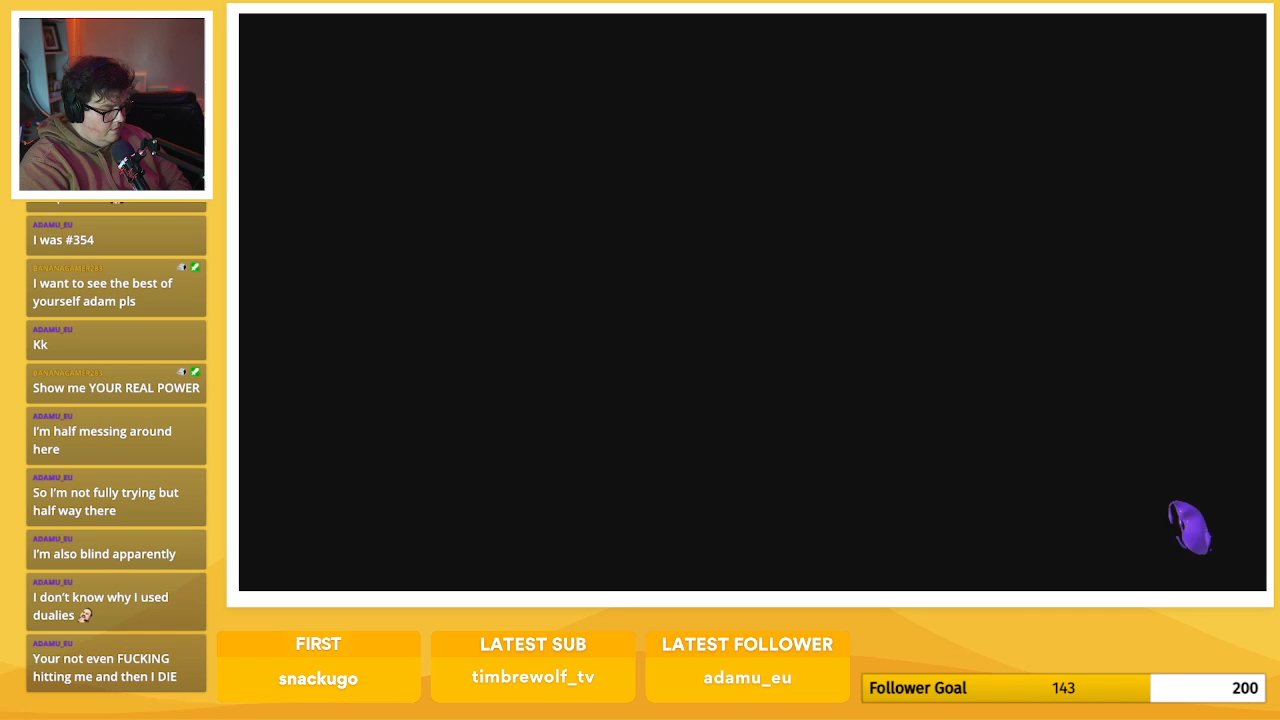 ADAMU_EU
I was #354
BANANAGAMER283
I want to see the best of
yourself adam pls
ADAMU_EU
Kk
BANANAGAMER283
Show me YOUR REAL POWER
ADAMU_EU
I'm half messing around
here
ADAMU_EU
So I'm not fully trying but
half way there
ADAMU_EU
I'm also blind apparently
ADAMU_EU
I don't know why I used
dualies
ADAMU_EU
Your not even FUCKING
hitting me and then I DIE
FIRST
snackugo
LATEST SUB
timbrewolf_tv
LATEST FOLLOWER
adamu_eu
Follower Goal 143 200